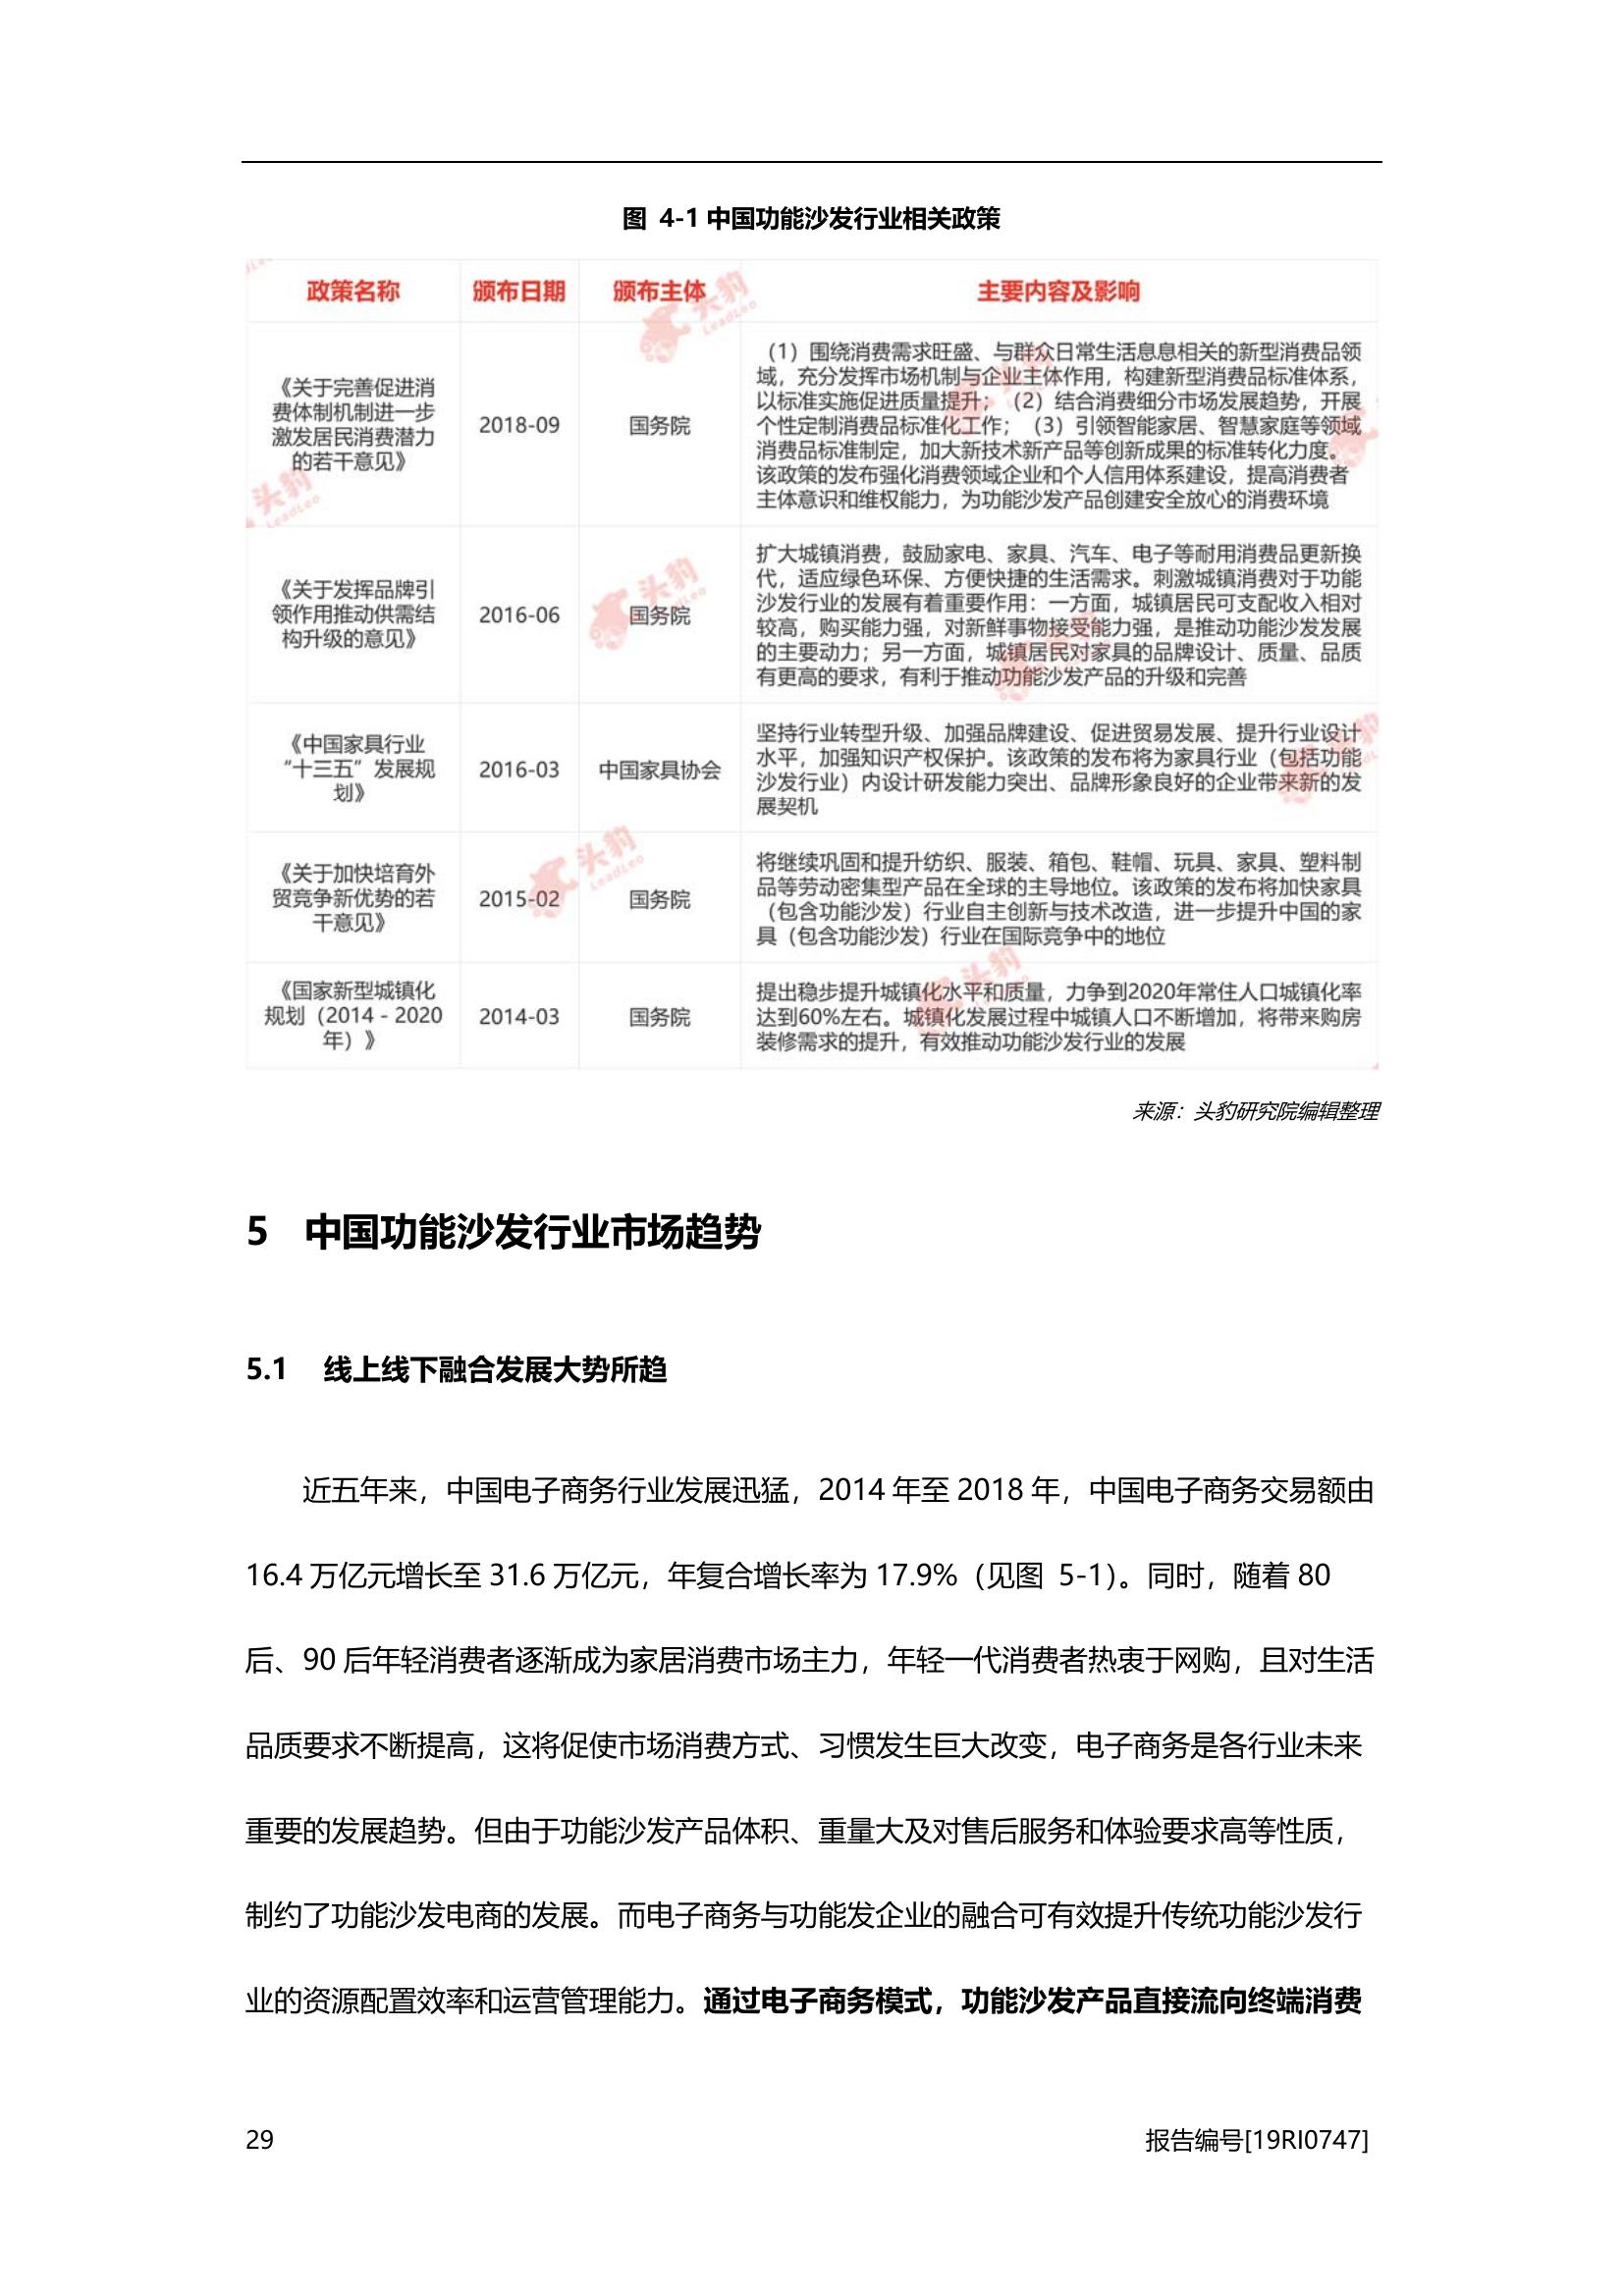 图 4-1 中国功能沙发行业相关政策
政策名称
颁布日期
颁布主体
主要内容及影响
《关于完善促进消
费体制机制进一步
激发居民消费潜力
的若干意见》
2018-09
国务院
（1）围绕消费需求旺盛、与群众日常生活息息相关的新型消费品领
域，充分发挥市场机制与企业主体作用，构建新型消费品标准体系，
以标准实施促进质量提升；（2）结合消费细分市场发展趋势，开展
个性定制消费品标准化工作；（3）引领智能家居、智慧家庭等领域
消费品标准制定，加大新技术新产品等创新成果的标准转化力度。
该政策的发布强化消费领域企业和个人信用体系建设，提高消费者
主体意识和维权能力，为功能沙发产品创建安全放心的消费环境
《关于发挥品牌引
领作用推动供需结
构升级的意见》
2016-06
国务院
扩大城镇消费，鼓励家电、家具、汽车、电子等耐用消费品更新换
代，适应绿色环保、方便快捷的生活需求。刺激城镇消费对于功能
沙发行业的发展有着重要作用：一方面，城镇居民可支配收入相对
较高，购买能力强，对新鲜事物接受能力强，是推动功能沙发发展
的主要动力；另一方面，城镇居民对家具的品牌设计、质量、品质
有更高的要求，有利于推动功能沙发产品的升级和完善
《中国家具行业
“十三五”发展规
划》
2016-03
中国家具协会
坚持行业转型升级、加强品牌建设、促进贸易发展、提升行业设计
水平，加强知识产权保护。该政策的发布将为家具行业（包括功能
沙发行业）内设计研发能力突出、品牌形象良好的企业带来新的发
展契机
《关于加快培育外
贸竞争新优势的若
干意见》
2015-02
国务院
将继续巩固和提升纺织、服装、箱包、鞋帽、玩具、家具、塑料制
品等劳动密集型产品在全球的主导地位。该政策的发布将加快家具
（包含功能沙发）行业自主创新与技术改造，进一步提升中国的家
具（包含功能沙发）行业在国际竞争中的地位
《国家新型城镇化
规划（2014－2020
年）》
2014-03
国务院
提出稳步提升城镇化水平和质量，力争到2020年常住人口城镇化率
达到60%左右。城镇化发展过程中城镇人口不断增加，将带来购房
装修需求的提升，有效推动功能沙发行业的发展
来源：头豹研究院编辑整理
5 中国功能沙发行业市场趋势
5.1 线上线下融合发展大势所趋
近五年来，中国电子商务行业发展迅猛，2014 年至 2018 年，中国电子商务交易额由
16.4 万亿元增长至 31.6 万亿元，年复合增长率为 17.9%（见图 5-1）。同时，随着 80
后、90 后年轻消费者逐渐成为家居消费市场主力，年轻一代消费者热衷于网购，且对生活
品质要求不断提高，这将促使市场消费方式、习惯发生巨大改变，电子商务是各行业未来
重要的发展趋势。但由于功能沙发产品体积、重量大及对售后服务和体验要求高等性质，
制约了功能沙发电商的发展。而电子商务与功能发企业的融合可有效提升传统功能沙发行
业的资源配置效率和运营管理能力。通过电子商务模式，功能沙发产品直接流向终端消费
29
报告编号[19RI0747]